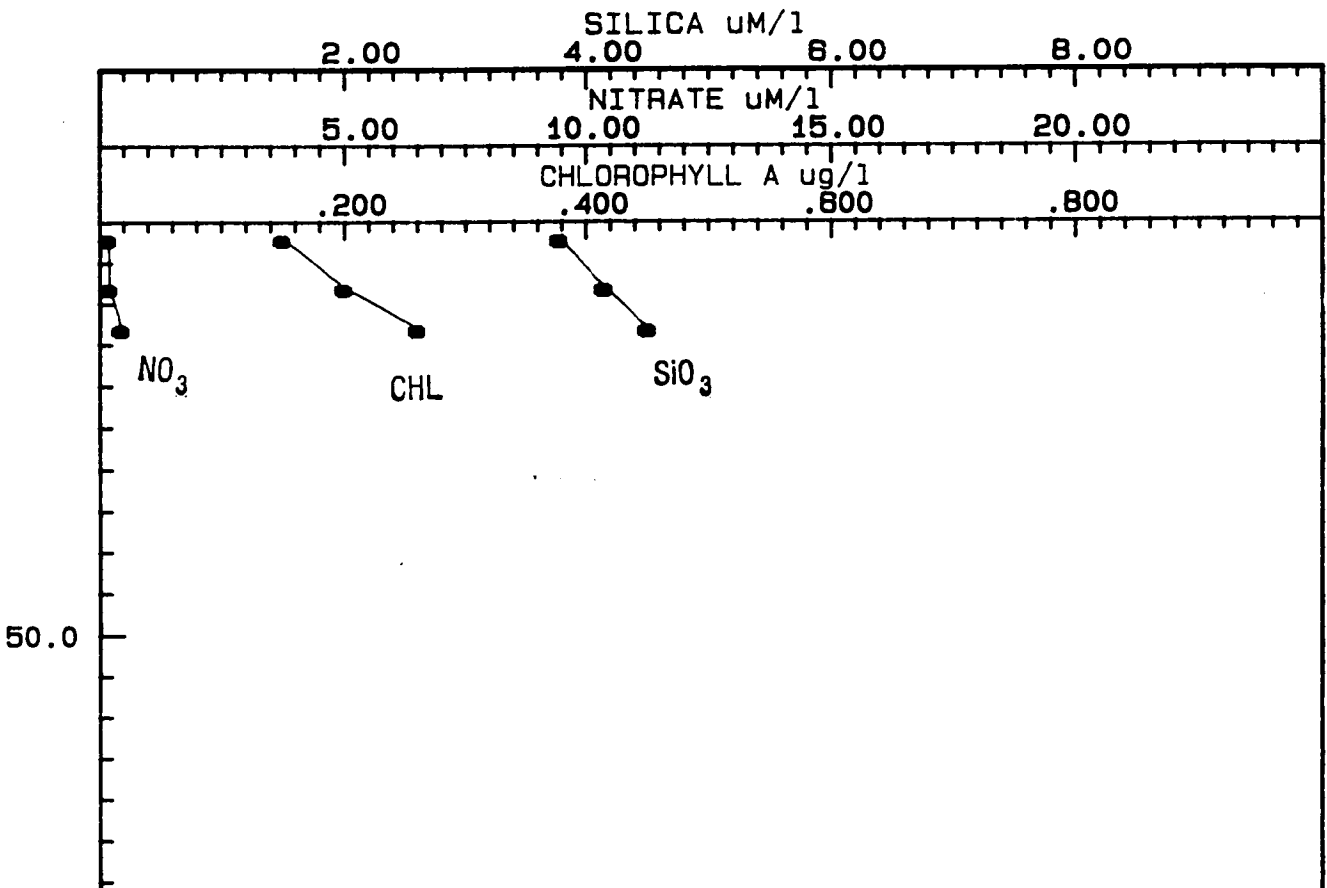 SILICA uM/l
2.00 4.00 6.00 8.00
NITRATE uM/l
5.00 10.00 15.00 20.00
CHLOROPHYLL A ug/l
.200 .400 .600 .800
NO3 CHL SiO3
50.0